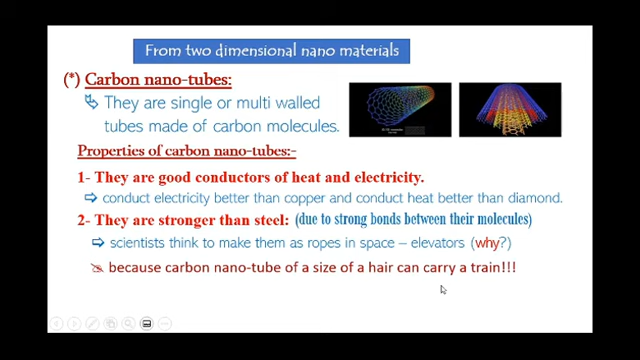 From two dimensional nano materials
(*) Carbon nano-tubes:
They are single or multi walled
tubes made of carbon molecules.
Properties of carbon nano-tubes:-
1- They are good conductors of heat and electricity.
⇨ conduct electricity better than copper and conduct heat better than diamond.
2- They are stronger than steel: (due to strong bonds between their molecules)
⇨ scientists think to make them as ropes in space – elevators (why?)
because carbon nano-tube of a size of a hair can carry a train!!!